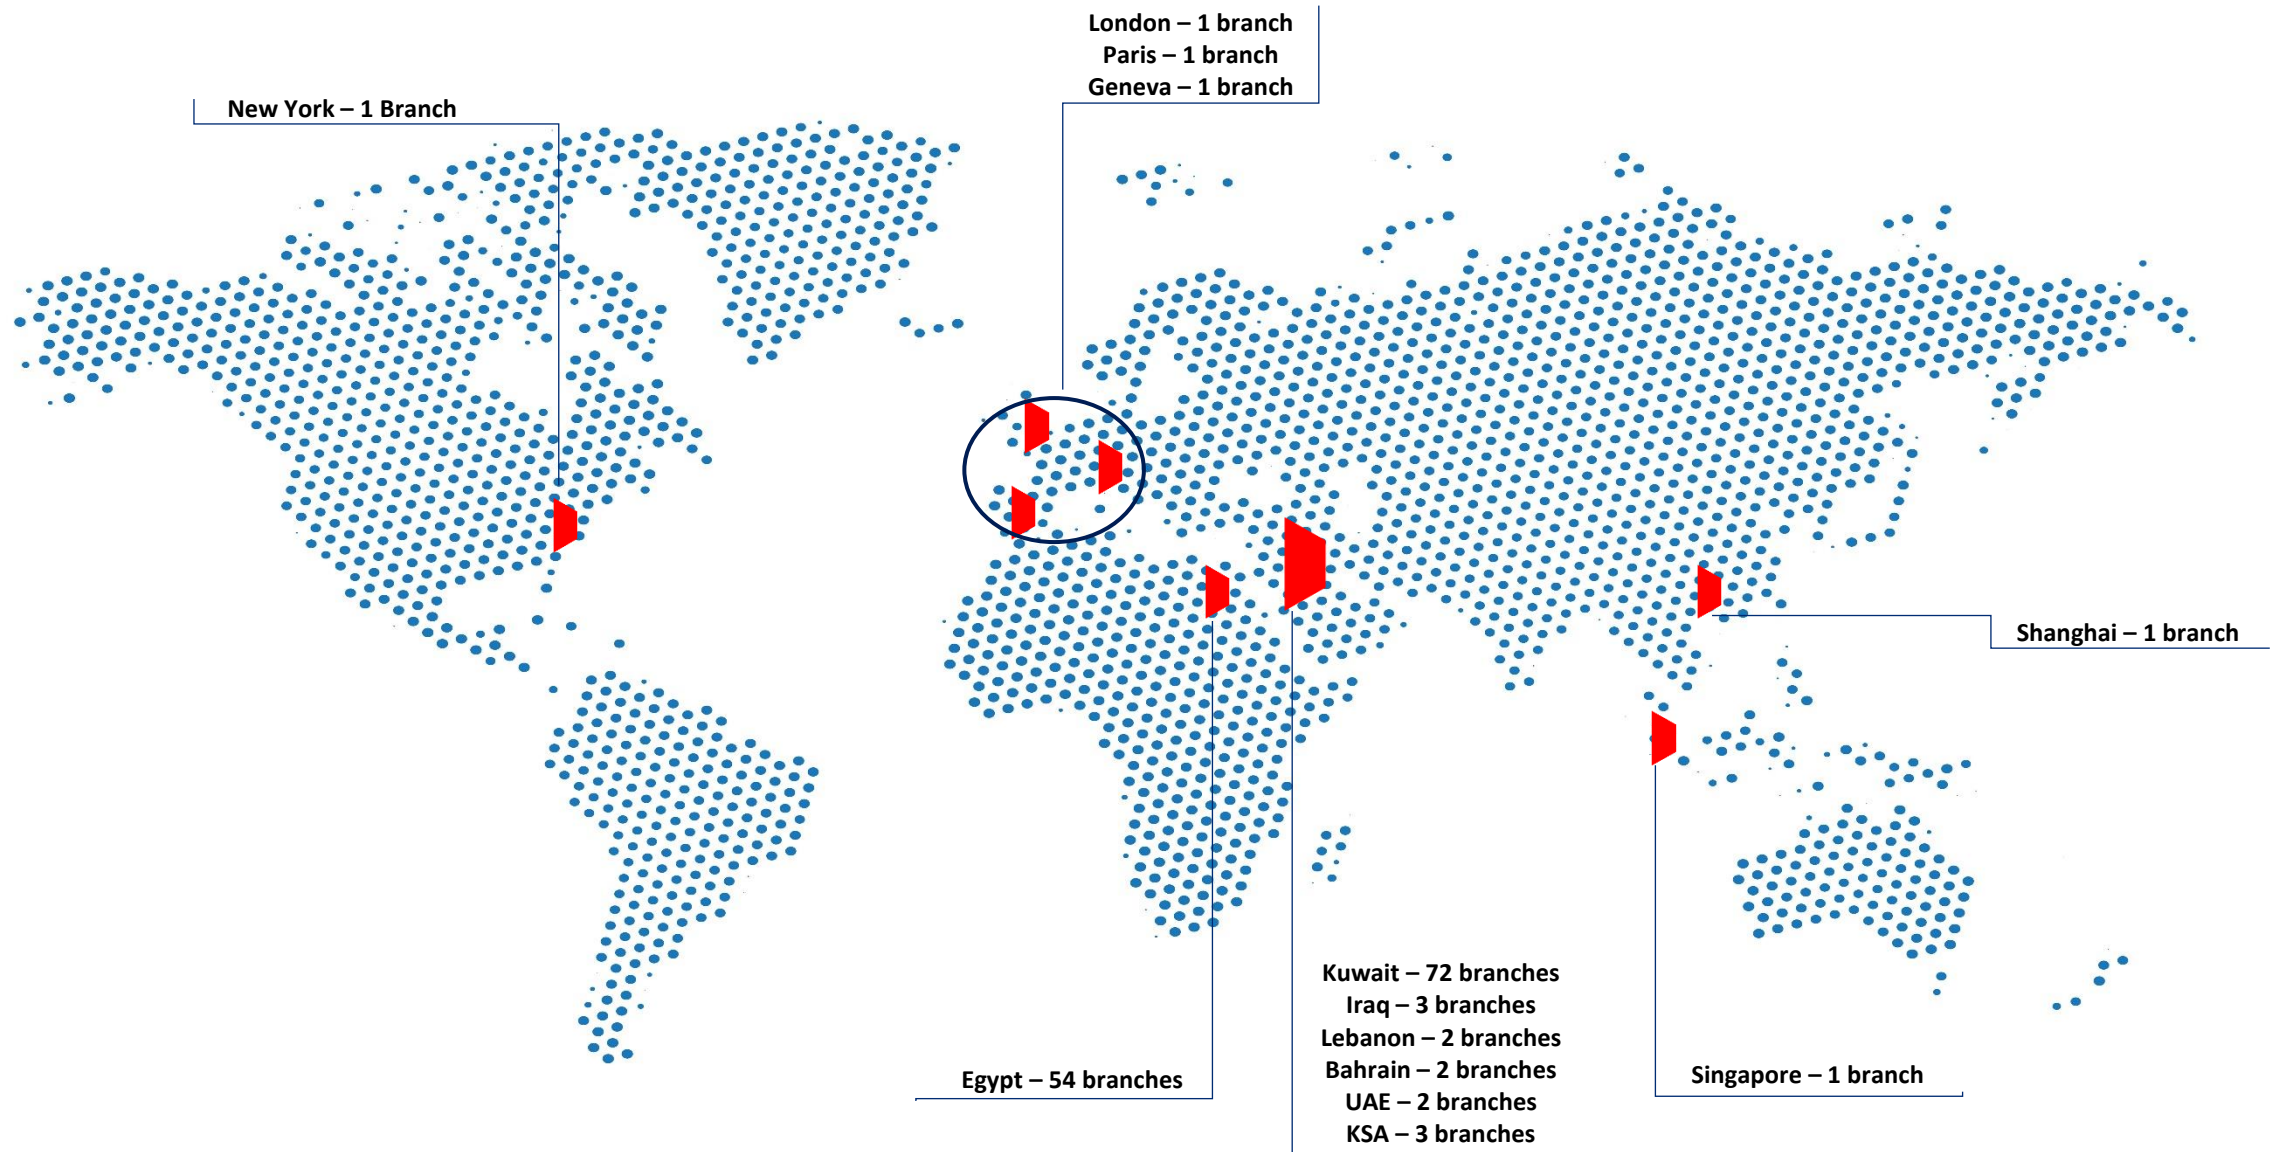 London – 1 branch
Paris – 1 branch
Geneva – 1 branch
New York – 1 Branch
Shanghai – 1 branch
Kuwait – 72 branches
Iraq – 3 branches
Lebanon – 2 branches
Bahrain – 2 branches
UAE – 2 branches
KSA – 3 branches
Egypt – 54 branches
Singapore – 1 branch